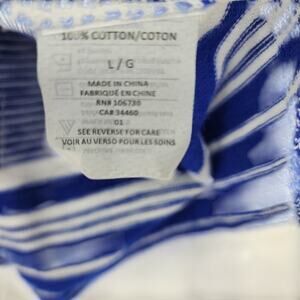 100% COTTON/COTON
L / G
MADE IN CHINA
FABRIQUÉ EN CHINE
RN# 106730
CA# 34460
01
SEE REVERSE FOR CARE
VOIR AU VERSO POUR LES SOINS